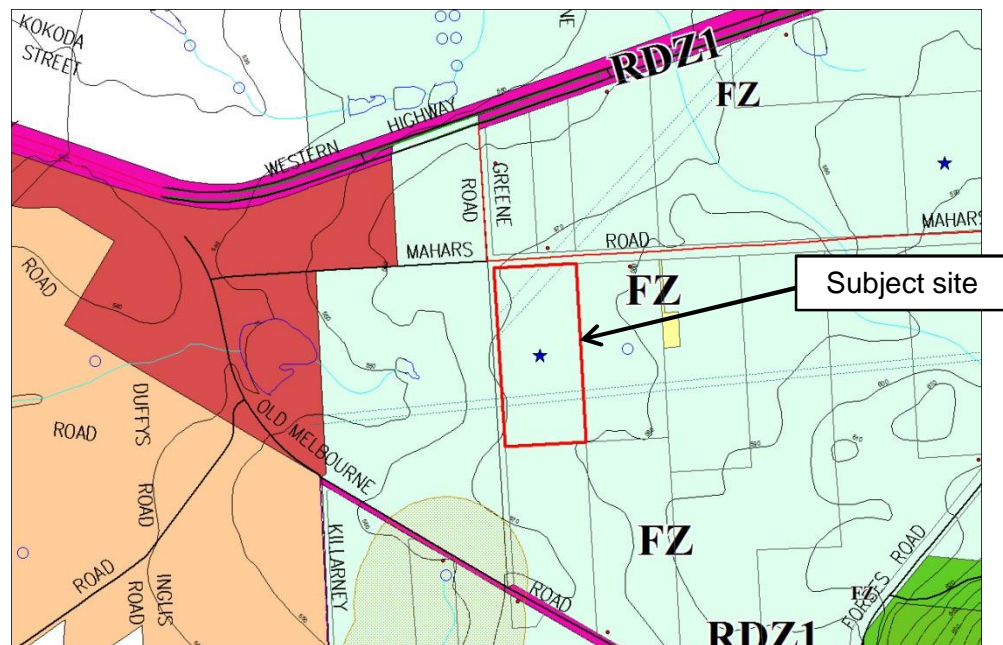 KOKODA
STREET
NE
RDZ1
FZ
WESTERN
HIGHWAY
GREENE
ROAD
MAHARS
ROAD
MAHARS
FZ
Subject site
ROAD
DUFFYS
ROAD
ROAD
OLD MELBOURNE
ROAD
INGLIS
ROAD
KILLARNEY
FZ
ROAD
FORBES ROAD
FZ
RDZ1